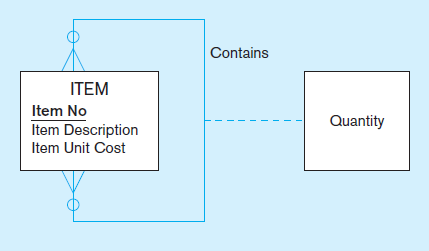 Contains
ITEM
Item No
Item Description
Item Unit Cost
Quantity